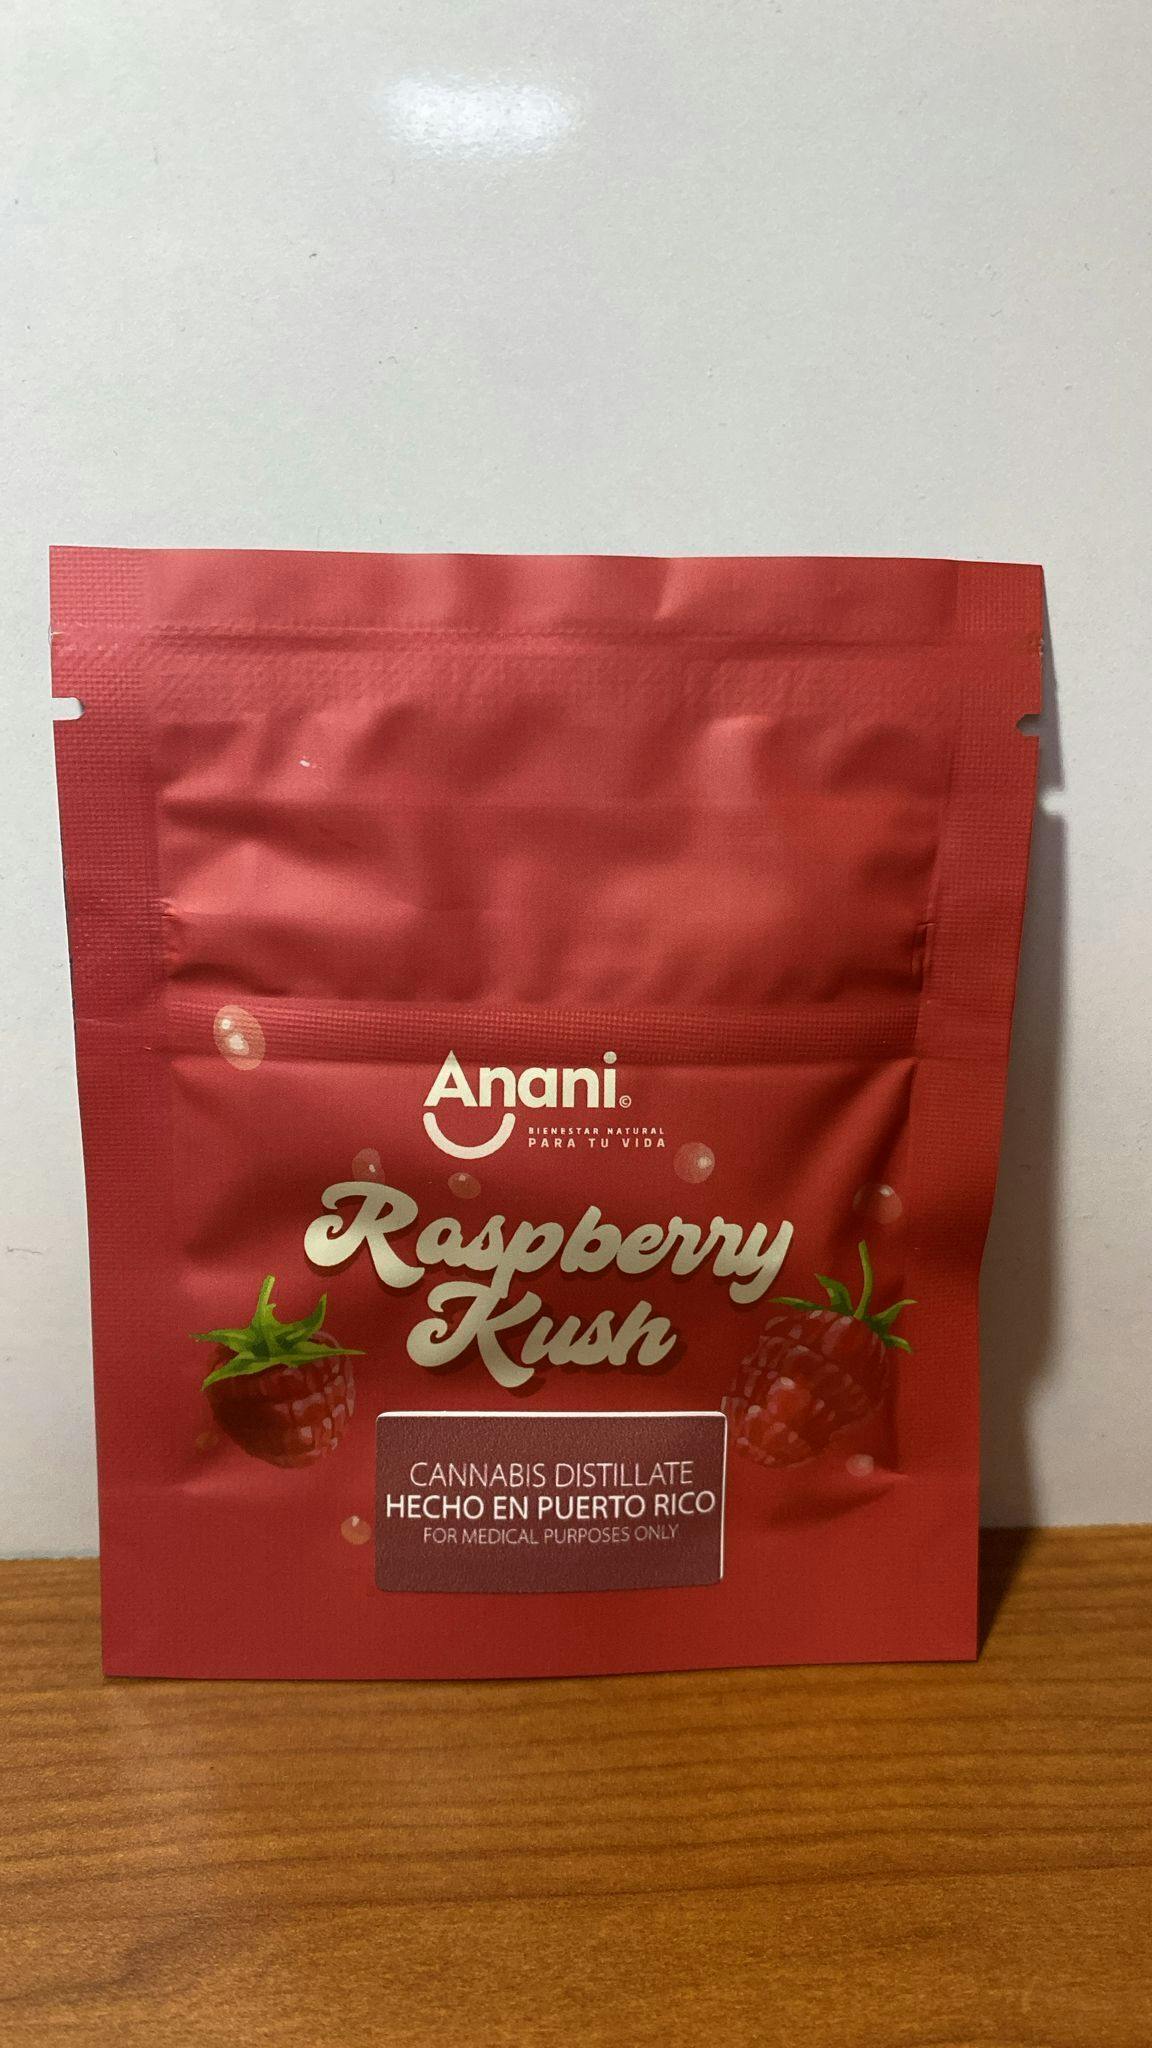 Anani©
BIENESTAR NATURAL
PARA TU VIDA
Raspberry
Kush
CANNABIS DISTILLATE
HECHO EN PUERTO RICO
FOR MEDICAL PURPOSES ONLY